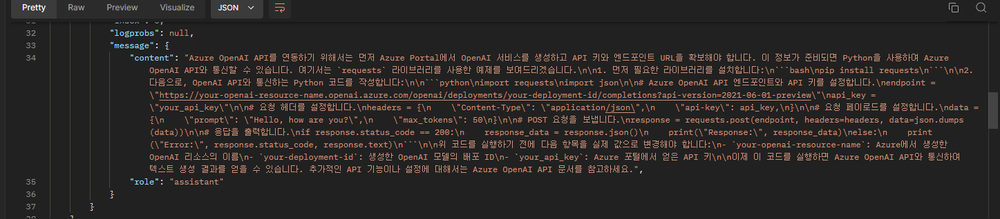 Pretty Raw Preview Visualize JSON
32 "logprobs": null,
33 "message": {
34 "content": "Azure OpenAI API를 연동하기 위해서는 먼저 Azure Portal에서 OpenAI 서비스를 생성하고 API 키와 엔드포인트 URL을 확보해야 합니다. 이 정보가 준비되면 Python을 사용하여 Azure
OpenAI API와 통신할 수 있습니다. 여기서는 `requests` 라이브러리를 사용한 예제를 보여드리겠습니다.\n\n1. 먼저 필요한 라이브러리를 설치합니다:\n```bash\npip install requests\n```\n\n2.
다음으로, OpenAI API와 통신하는 Python 코드를 작성합니다:\n\n```python\nimport requests\nimport json\n\n# Azure OpenAI API 엔드포인트와 API 키를 설정합니다.\nendpoint =
\"https://your-openai-resource-name.openai.azure.com/openai/deployments/your-deployment-id/completions?api-version=2021-06-01-preview\"\napi_key =
\"your_api_key\"\n\n# 요청 헤더를 설정합니다.\nheaders = {\n    \"Content-Type\": \"application/json\",\n    \"api-key\": api_key,\n}\n\n# 요청 페이로드를 설정합니다.\ndata =
{\n    \"prompt\": \"Hello, how are you?\",\n    \"max_tokens\": 50\n}\n\n# POST 요청을 보냅니다.\nresponse = requests.post(endpoint, headers=headers, data=json.dumps
(data))\n\n# 응답을 출력합니다.\nif response.status_code == 200:\n    response_data = response.json()\n    print(\"Response:\", response_data)\nelse:\n    print
(\"Error:\", response.status_code, response.text)\n```\n\n위 코드를 실행하기 전에 다음 항목을 실제 값으로 변경해야 합니다:\n- `your-openai-resource-name`: Azure에서 생성한
OpenAI 리소스의 이름\n- `your-deployment-id`: 생성한 OpenAI 모델의 배포 ID\n- `your_api_key`: Azure 포털에서 얻은 API 키\n\n이제 이 코드를 실행하면 Azure OpenAI API와 통신하여
텍스트 생성 결과를 얻을 수 있습니다. 추가적인 API 기능이나 설정에 대해서는 Azure OpenAI API 문서를 참고하세요.",
35 "role": "assistant"
36 }
37 }